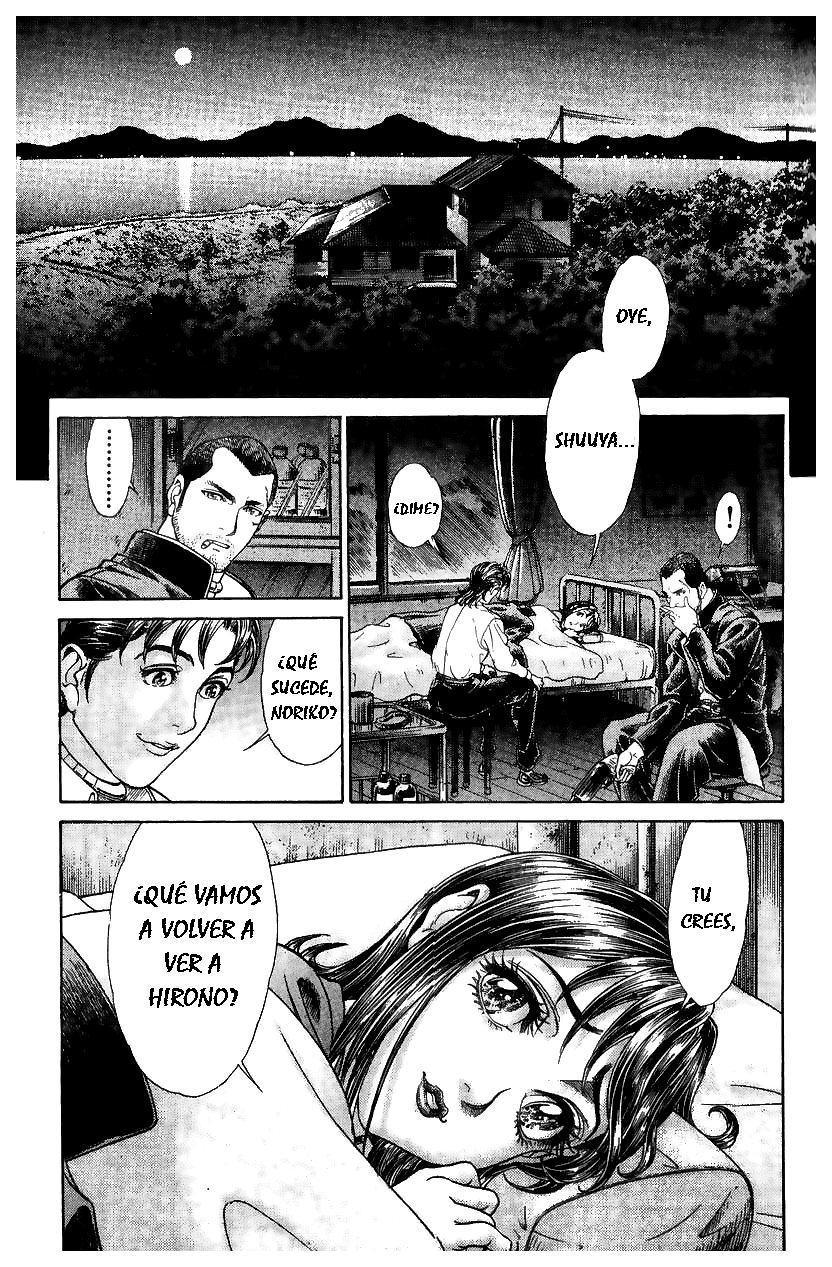 OYE,
SHUUYA...
!
¿DIME?
.........
¿QUÉ
SUCEDE,
NORIKO?
TU
CREES,
¿QUÉ VAMOS
A VOLVER A
VER A
HIRONO?